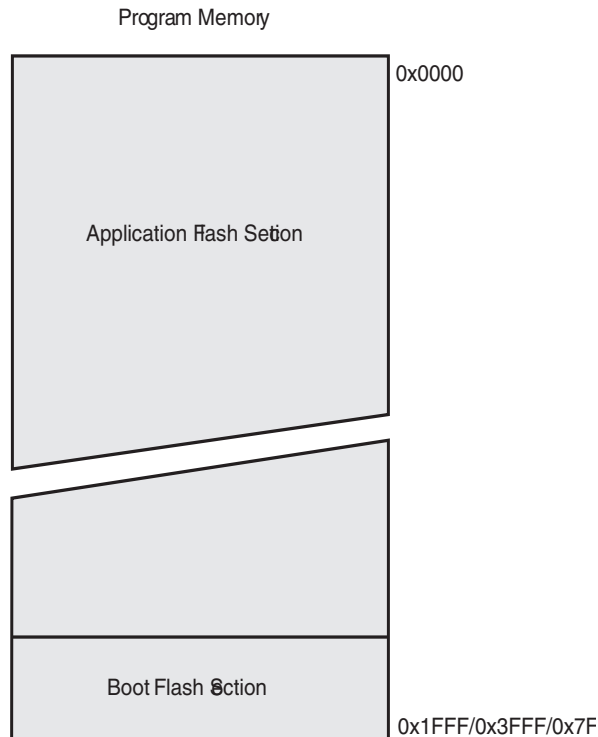 Program Memory
0x0000
Application Flash Section
Boot Flash Section
0x1FFF/0x3FFF/0x7F